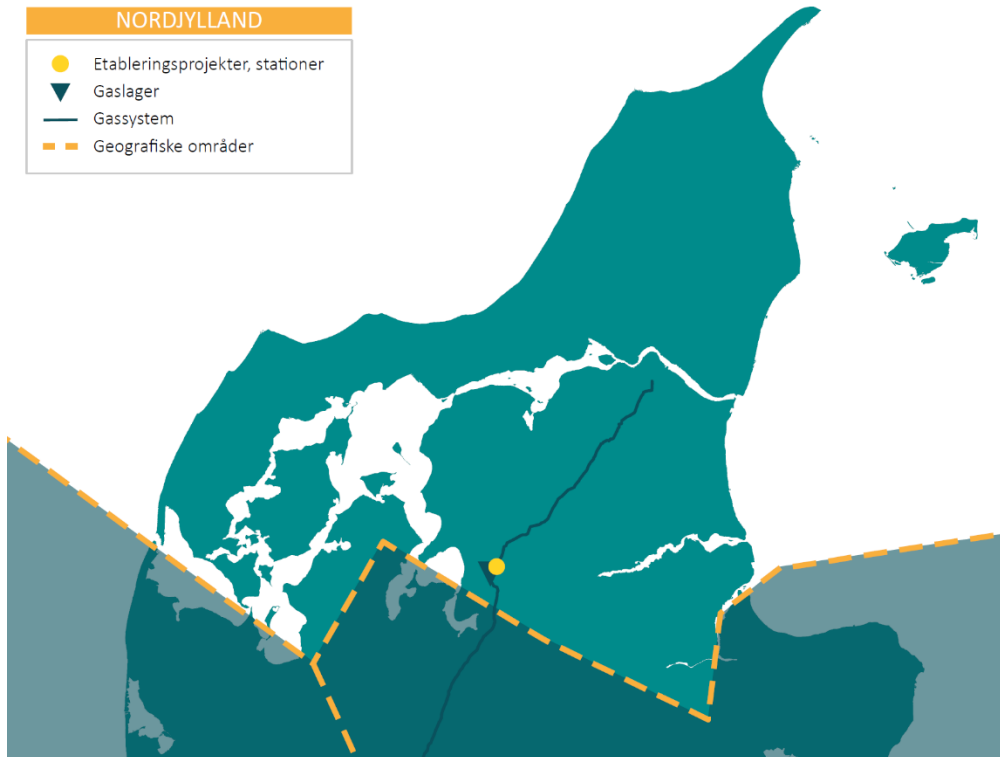 NORDJYLLAND
Etableringsprojekter, stationer
Gaslager
Gassystem
Geografiske områder